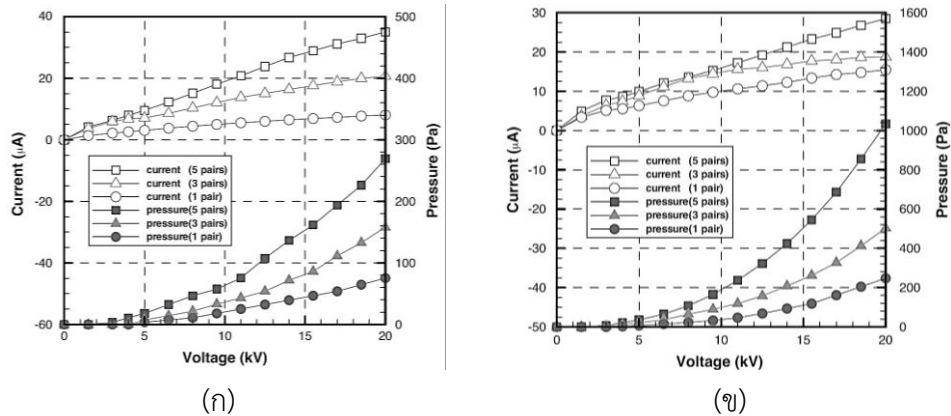 40
20
0
-20
-40
-60
Current (μA)
500
400
300
200
100
0
Pressure (Pa)
current (5 pairs)
current (3 pairs)
current (1 pair)
pressure(5 pairs)
pressure(3 pairs)
pressure(1 pair)
0 5 10 15 20
Voltage (kV)
(ก)
30
20
10
0
-10
-20
-30
-40
-50
Current (μA)
1600
1400
1200
1000
800
600
400
200
0
Pressure (Pa)
current (5 pairs)
current (3 pairs)
current (1 pair)
pressure(5 pairs)
pressure(3 pairs)
pressure(1 pair)
0 5 10 15 20
Voltage (kV)
(ข)